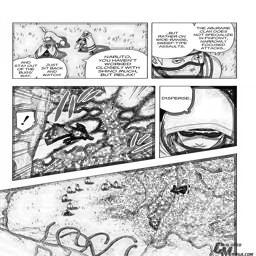 THE ABURAME
CLAN DOES
NOT SPECIALIZE
IN PINPOINT
NARROWLY
FOCUSED
ATTACKS...
...BUT
RATHER ON
WIDE-RANGE,
SWEEP-TYPE
ASSAULTS.
NARUTO,
YOU HAVEN'T
WORKED
CLOSELY WITH
SHINO MUCH,
BUT RELAX!
JUST
SIT BACK
AND
WATCH!
AND STAY
OUT OF
THE BUGS'
WAY.
DISPERSE.
!